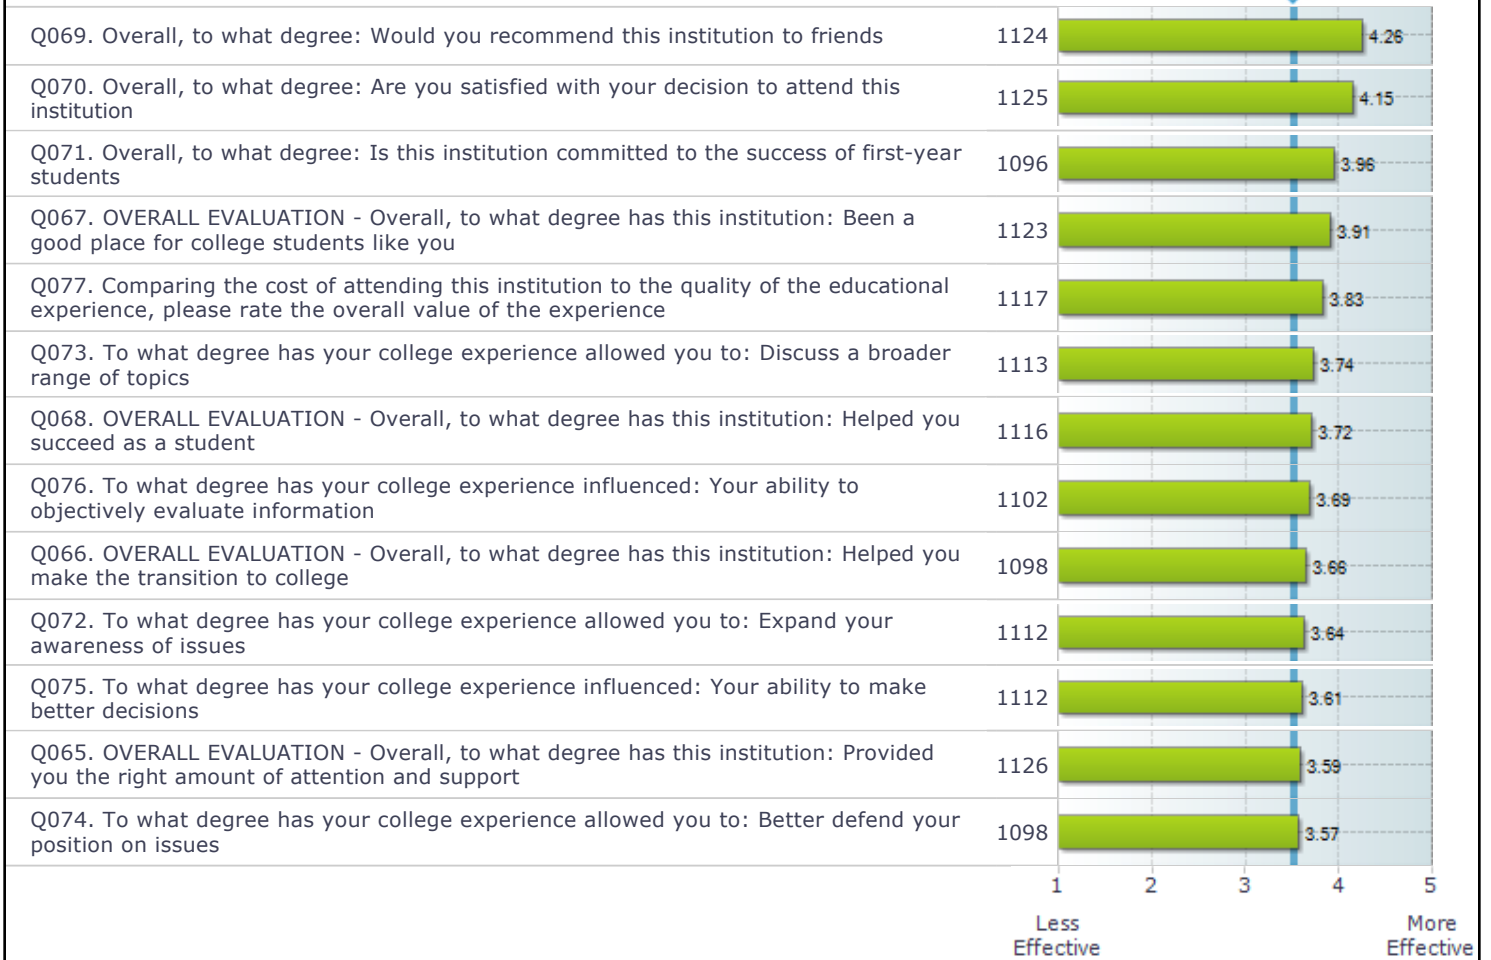 Q069. Overall, to what degree: Would you recommend this institution to friends 1124 4.26
Q070. Overall, to what degree: Are you satisfied with your decision to attend this
institution 1125 4.15
Q071. Overall, to what degree: Is this institution committed to the success of first-year
students 1096 3.96
Q067. OVERALL EVALUATION - Overall, to what degree has this institution: Been a
good place for college students like you 1123 3.91
Q077. Comparing the cost of attending this institution to the quality of the educational
experience, please rate the overall value of the experience 1117 3.83
Q073. To what degree has your college experience allowed you to: Discuss a broader
range of topics 1113 3.74
Q068. OVERALL EVALUATION - Overall, to what degree has this institution: Helped you
succeed as a student 1116 3.72
Q076. To what degree has your college experience influenced: Your ability to
objectively evaluate information 1102 3.69
Q066. OVERALL EVALUATION - Overall, to what degree has this institution: Helped you
make the transition to college 1098 3.66
Q072. To what degree has your college experience allowed you to: Expand your
awareness of issues 1112 3.64
Q075. To what degree has your college experience influenced: Your ability to make
better decisions 1112 3.61
Q065. OVERALL EVALUATION - Overall, to what degree has this institution: Provided
you the right amount of attention and support 1126 3.59
Q074. To what degree has your college experience allowed you to: Better defend your
position on issues 1098 3.57
1 2 3 4 5
Less More
Effective Effective